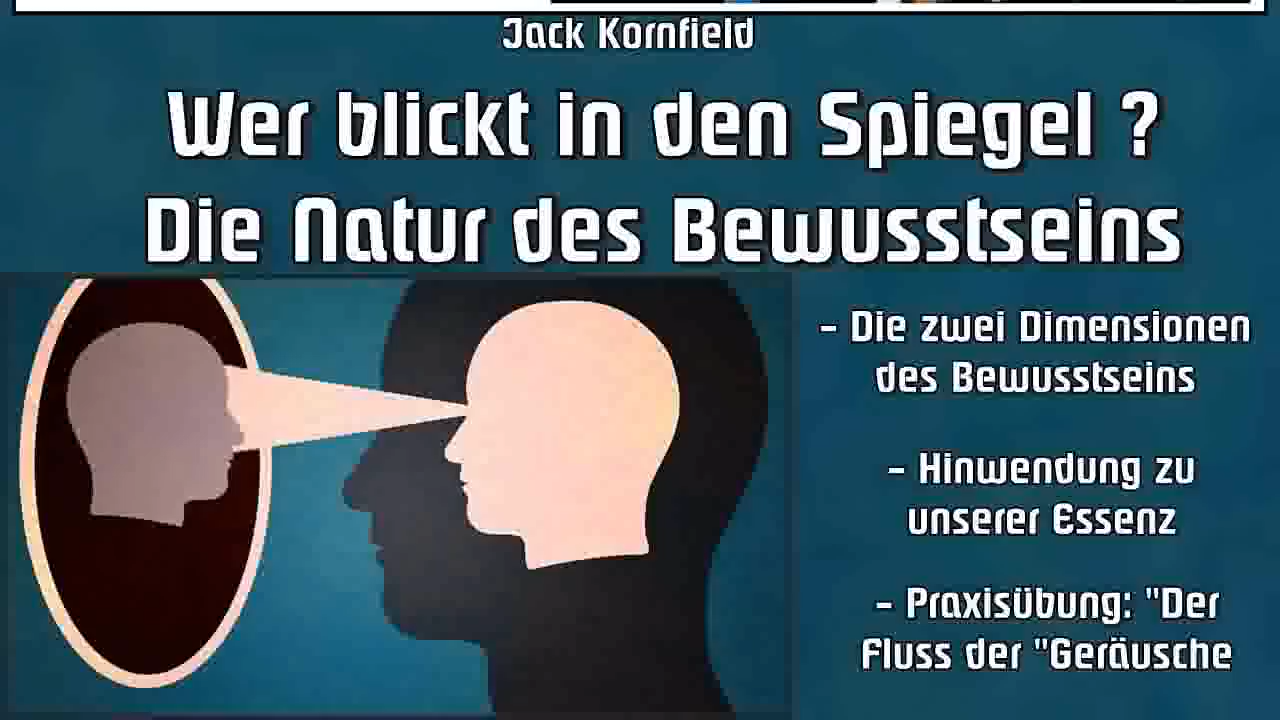 Jack Kornfield
Wer blickt in den Spiegel ?
Die Natur des Bewusstseins
- Die zwei Dimensionen
des Bewusstseins
- Hinwendung zu
unserer Essenz
- Praxisübung: "Der
Fluss der "Geräusche